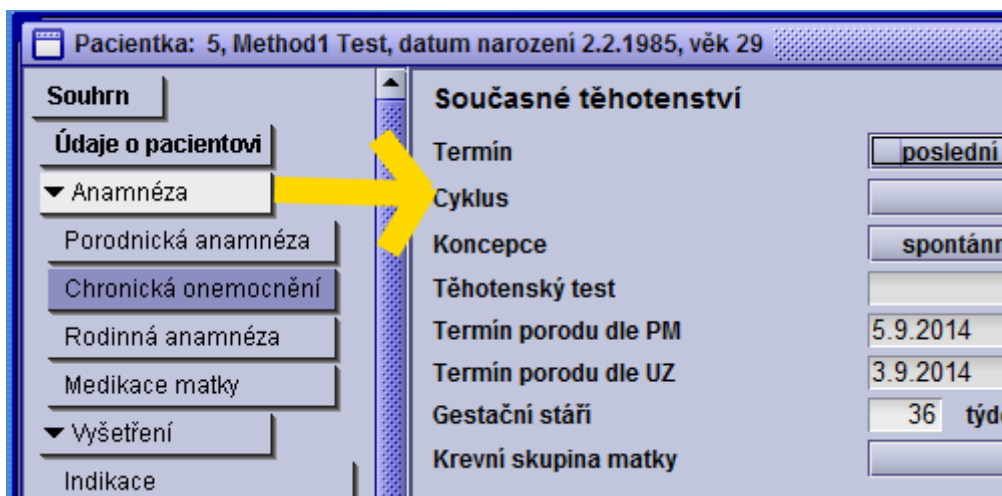 Pacientka: 5, Method1 Test, datum narození 2.2.1985, věk 29
Souhrn
Údaje o pacientovi
Anamnéza
Porodnická anamnéza
Chronická onemocnění
Rodinná anamnéza
Medikace matky
Vyšetření
Indikace
Současné těhotenství
Termín poslední
Cyklus
Koncepce
Těhotenský test
Termín porodu dle PM 5.9.2014
Termín porodu dle UZ 3.9.2014
Gestační stáří 36
Krevní skupina matky